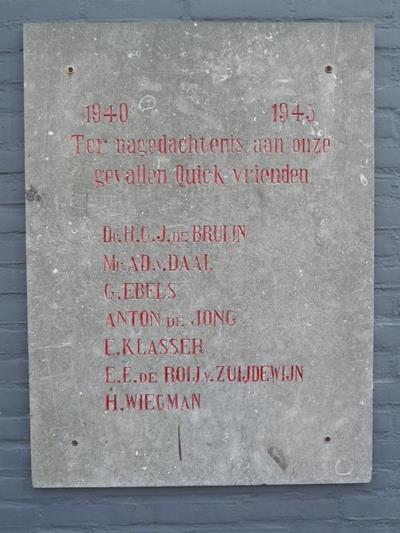 1940 1945
Ter nagedachtenis aan onze
gevallen Quick vrienden
Dr. H.C.J. DE BRUIJN
Mr. AD. v. DAAL
G. EBELS
ANTON DE JONG
E. KLASSER
E.E. DE ROIJ v. ZUIJDEWIJN
H. WIEGMAN